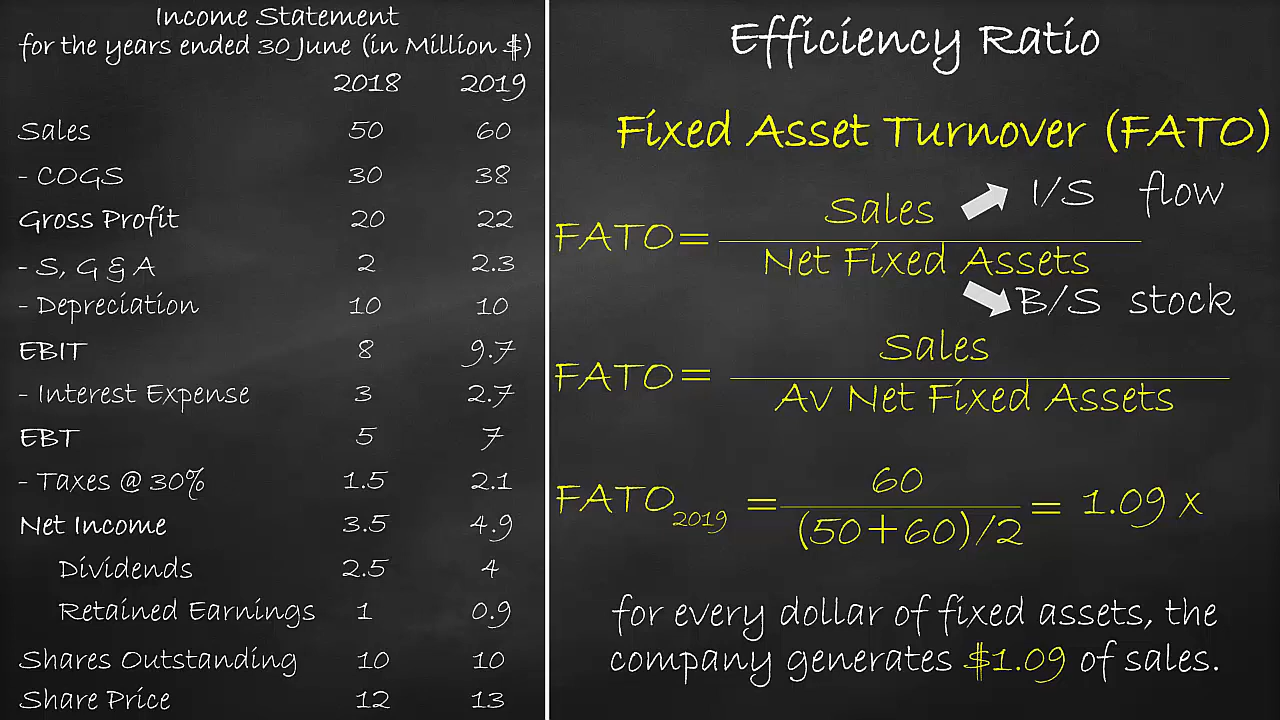 Income Statement
for the years ended 30 June (in Million $)
2018 2019
Sales 50 60
- COGS 30 38
Gross Profit 20 22
- S, G & A 2 2.3
- Depreciation 10 10
EBIT 8 9.7
- Interest Expense 3 2.7
EBT 5 7
- Taxes @ 30% 1.5 2.1
Net Income 3.5 4.9
Dividends 2.5 4
Retained Earnings 1 0.9
Shares Outstanding 10 10
Share Price 12 13
Efficiency Ratio
Fixed Asset Turnover (FATO)
Sales I/S flow
FATO =
Net Fixed Assets
B/S stock
Sales
FATO =
Av Net Fixed Assets
60
FATO2019 = = 1.09 x
(50+60)/2
for every dollar of fixed assets, the
company generates $1.09 of sales.